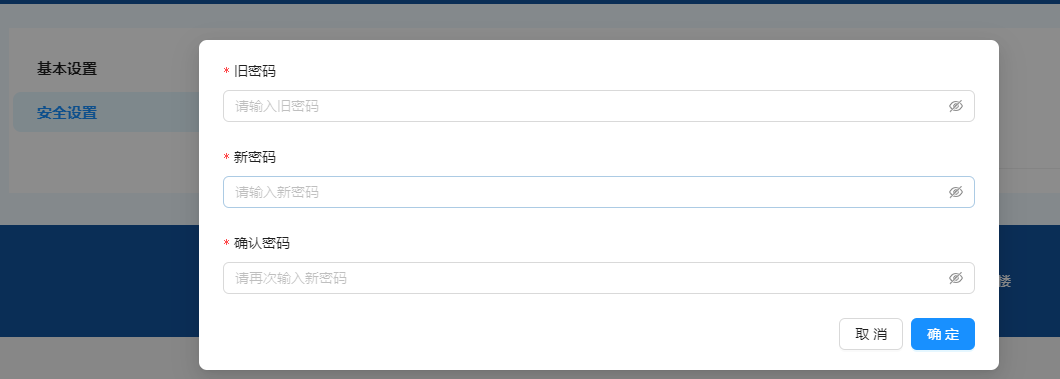 基本设置
安全设置
* 旧密码
请输入旧密码
* 新密码
请输入新密码
* 确认密码
请再次输入新密码
取 消
确 定
楼